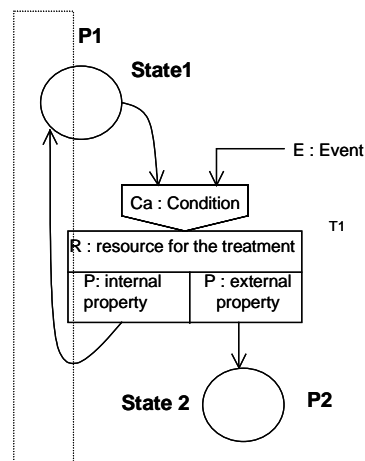 P1
State1
E : Event
Ca : Condition
T1
R : resource for the treatment
P: internal
property
P : external
property
State 2
P2